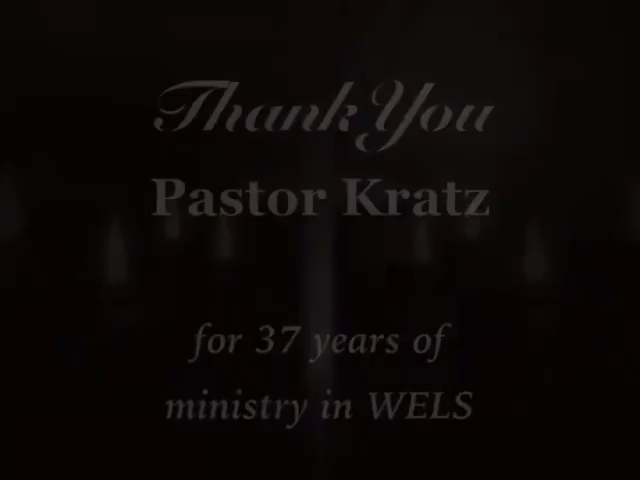 Thank You
Pastor Kratz
for 37 years of
ministry in WELS